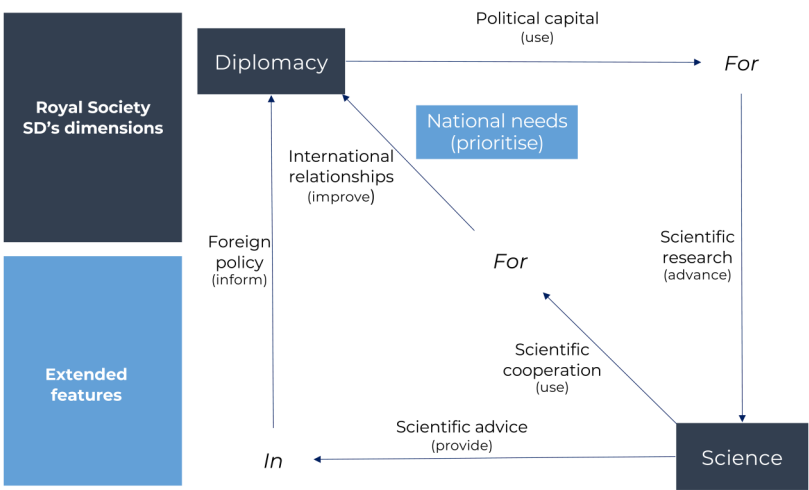 Political capital
(use)
Diplomacy
For
Royal Society
SD's dimensions
National needs
(prioritise)
International
relationships
(improve)
Foreign
policy
(inform)
For
Scientific
research
(advance)
Extended
features
Scientific
cooperation
(use)
Scientific advice
(provide)
In
Science